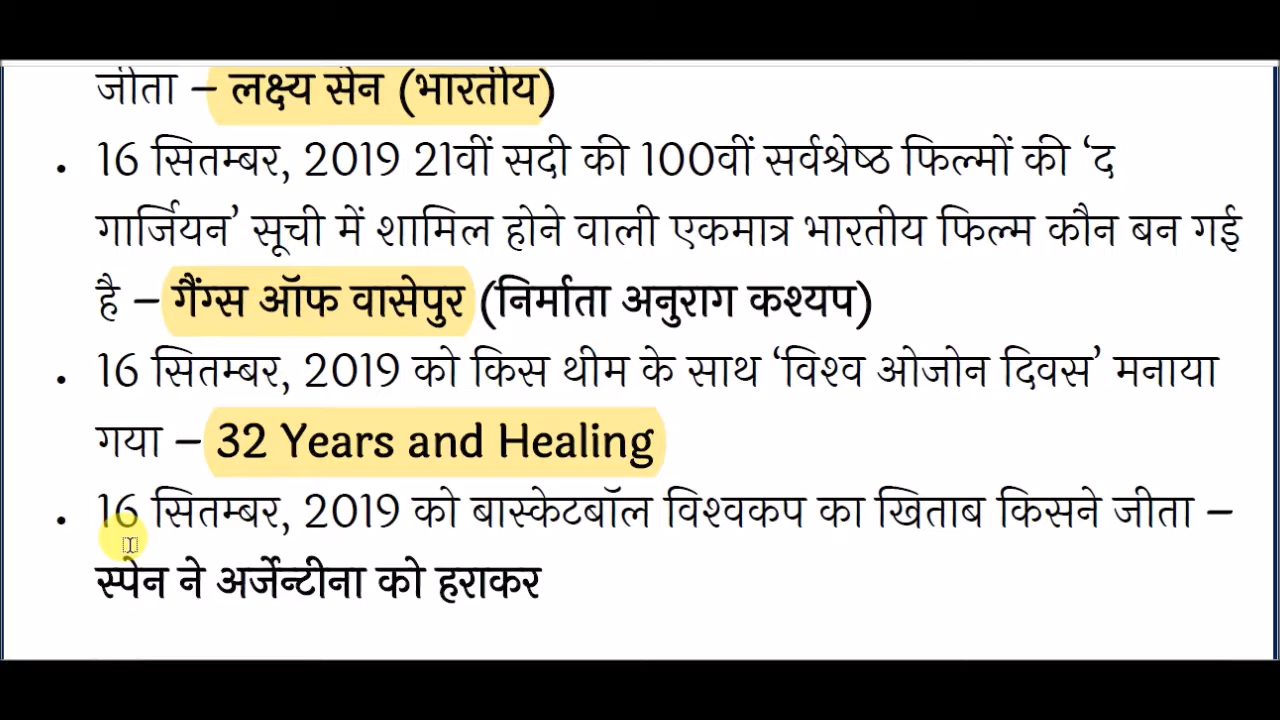 जीता – लक्ष्य सेन (भारतीय)
• 16 सितम्बर, 2019 21वीं सदी की 100वीं सर्वश्रेष्ठ फिल्मों की ‘द
गार्जियन’ सूची में शामिल होने वाली एकमात्र भारतीय फिल्म कौन बन गई
है – गैंग्स ऑफ वासेपुर (निर्माता अनुराग कश्यप)
• 16 सितम्बर, 2019 को किस थीम के साथ ‘विश्व ओजोन दिवस’ मनाया
गया – 32 Years and Healing
• 16 सितम्बर, 2019 को बास्केटबॉल विश्वकप का खिताब किसने जीता –
स्पेन ने अर्जेन्टीना को हराकर